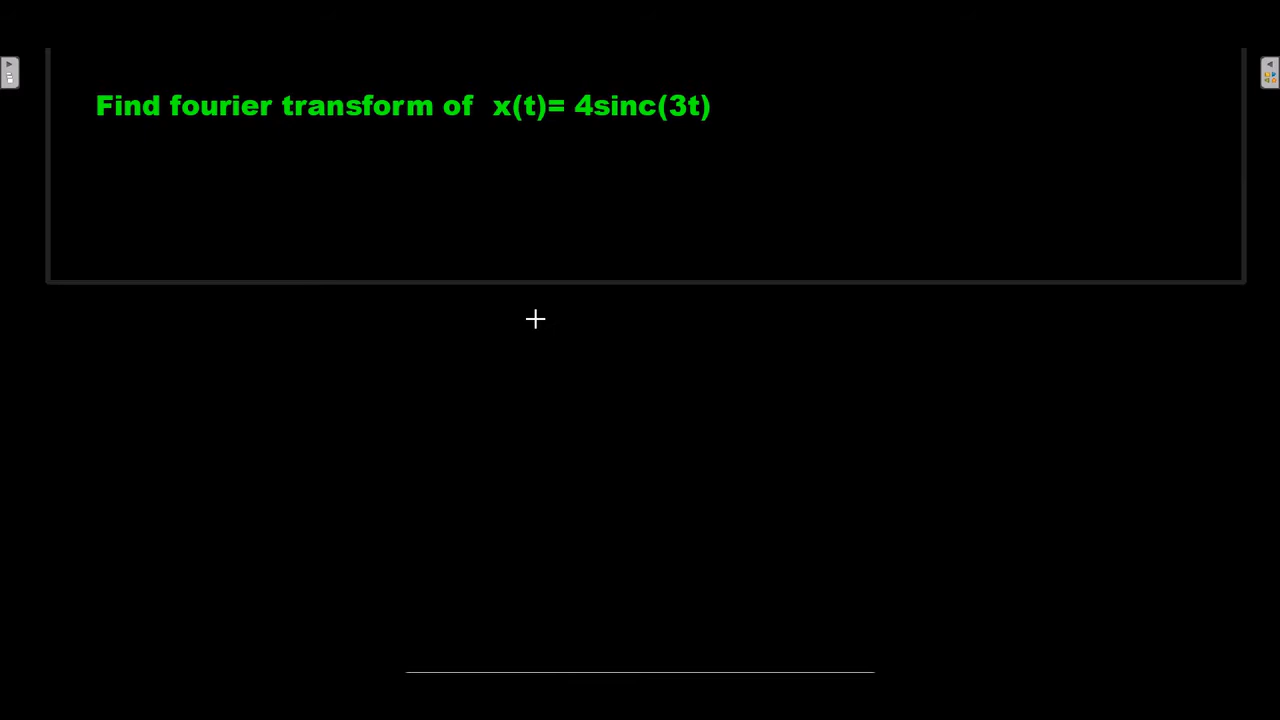 Find fourier transform of x(t)= 4sinc(3t)